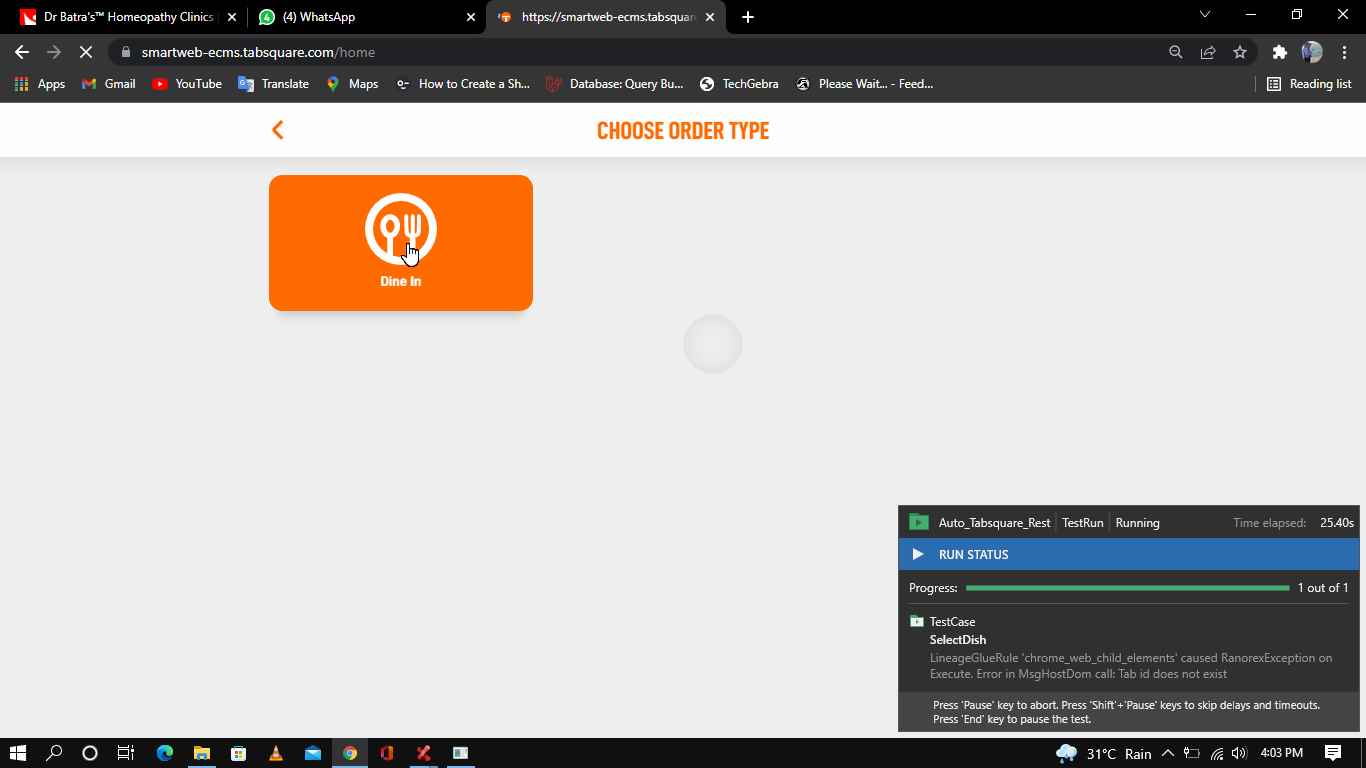 Dr Batra's™ Homeopathy Clinics
(4) WhatsApp
https://smartweb-ecms.tabsquar
smartweb-ecms.tabsquare.com/home
Apps
Gmail
YouTube
Translate
Maps
How to Create a Sh...
Database: Query Bu...
TechGebra
Please Wait... - Feed...
Reading list
CHOOSE ORDER TYPE
Dine In
Auto_Tabsquare_Rest
TestRun
Running
Time elapsed: 25.40s
RUN STATUS
Progress: 1 out of 1
TestCase
SelectDish
LineageGlueRule 'chrome_web_child_elements' caused RanorexException on
Execute. Error in MsgHostDom call: Tab id does not exist
Press 'Pause' key to abort. Press 'Shift'+'Pause' keys to skip delays and timeouts.
Press 'End' key to pause the test.
31°C Rain
4:03 PM